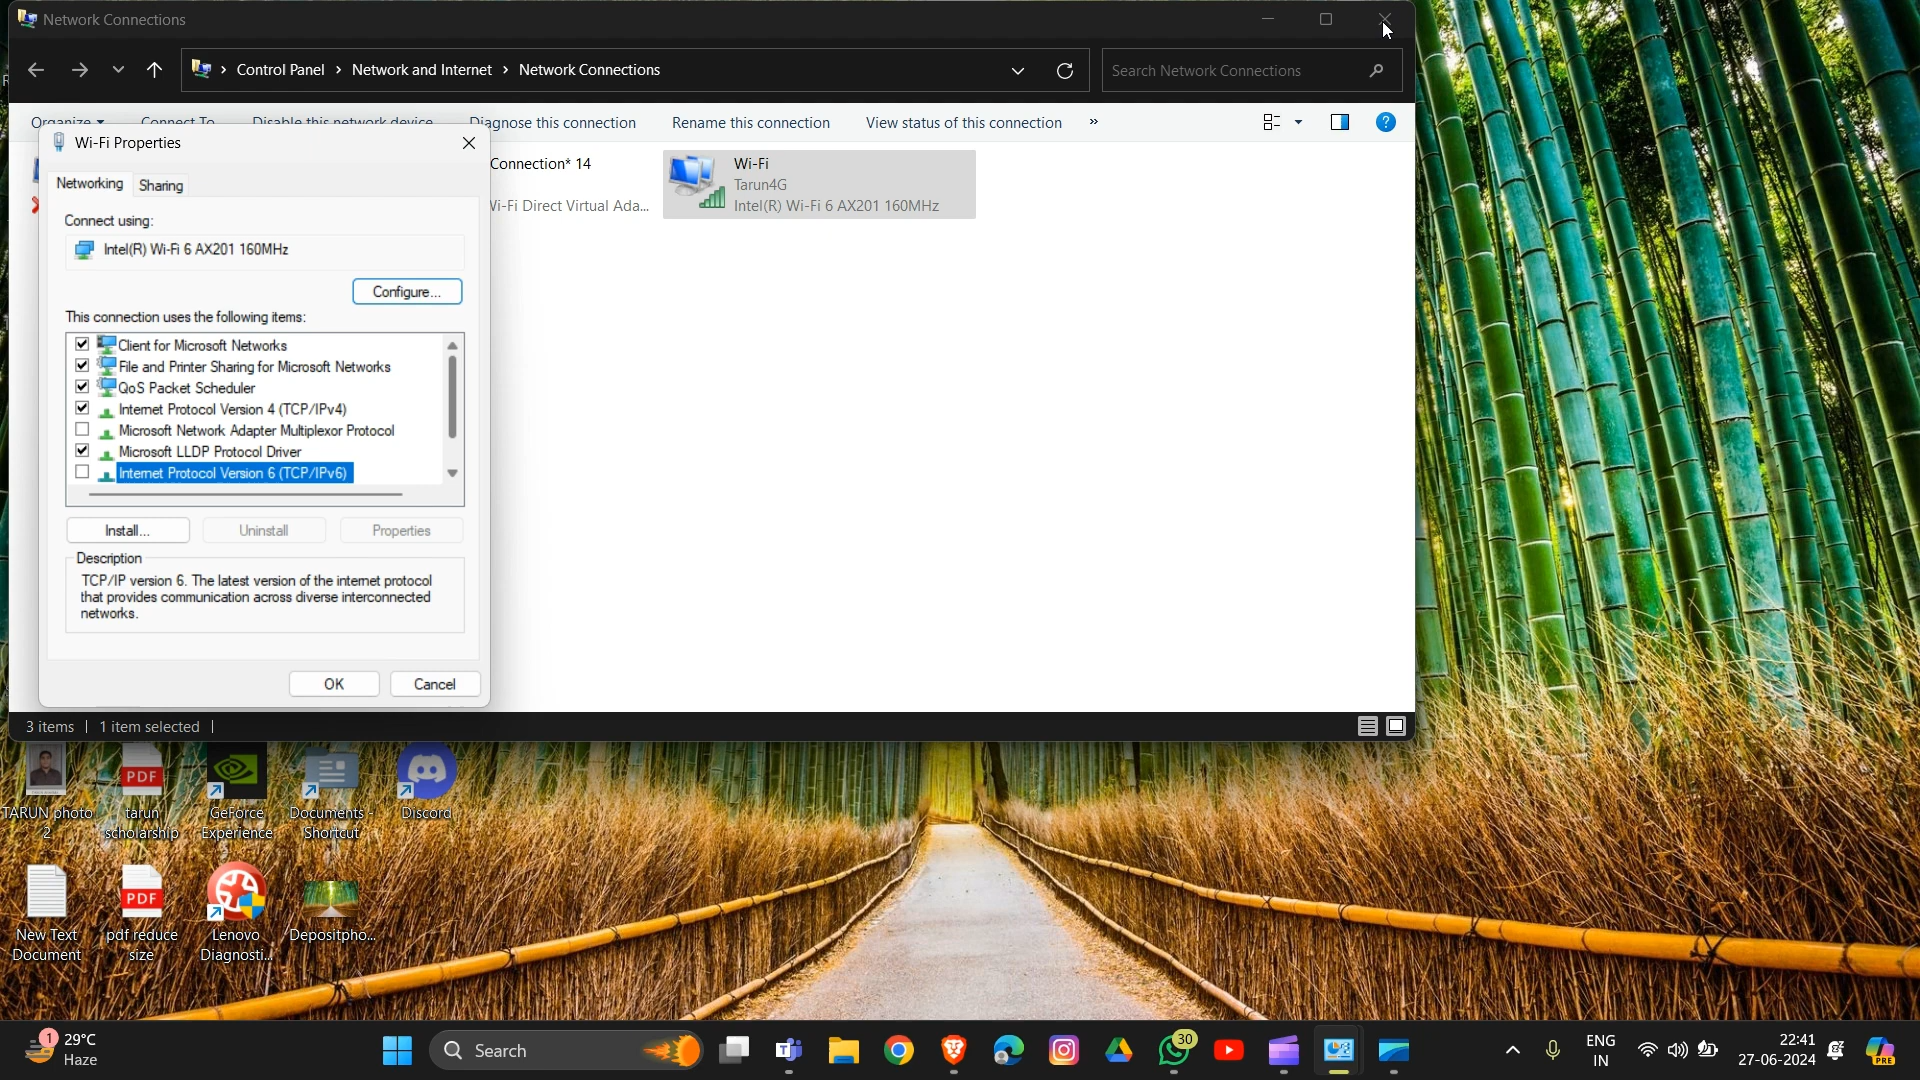 Network Connections
Control Panel > Network and Internet > Network Connections
Search Network Connections
Organize
Connect To
Disable this network device
Diagnose this connection
Rename this connection
View status of this connection
»
Wi-Fi Properties
Networking
Sharing
Connect using:
Intel(R) Wi-Fi 6 AX201 160MHz
Configure...
This connection uses the following items:
Client for Microsoft Networks
File and Printer Sharing for Microsoft Networks
QoS Packet Scheduler
Internet Protocol Version 4 (TCP/IPv4)
Microsoft Network Adapter Multiplexor Protocol
Microsoft LLDP Protocol Driver
Internet Protocol Version 6 (TCP/IPv6)
Install...
Uninstall
Properties
Description
TCP/IP version 6. The latest version of the internet protocol
that provides communication across diverse interconnected
networks.
OK
Cancel
Connection* 14
Wi-Fi Direct Virtual Ada...
Wi-Fi
Tarun4G
Intel(R) Wi-Fi 6 AX201 160MHz
3 items
1 item selected
TARUN photo
2
PDF
tarun
scholarship
GeForce
Experience
Documents -
Shortcut
Discord
New Text
Document
PDF
pdf reduce
size
Lenovo
Diagnosti...
Depositpho...
1
29°C
Haze
Search
30
ENG
IN
22:41
27-06-2024
PRE